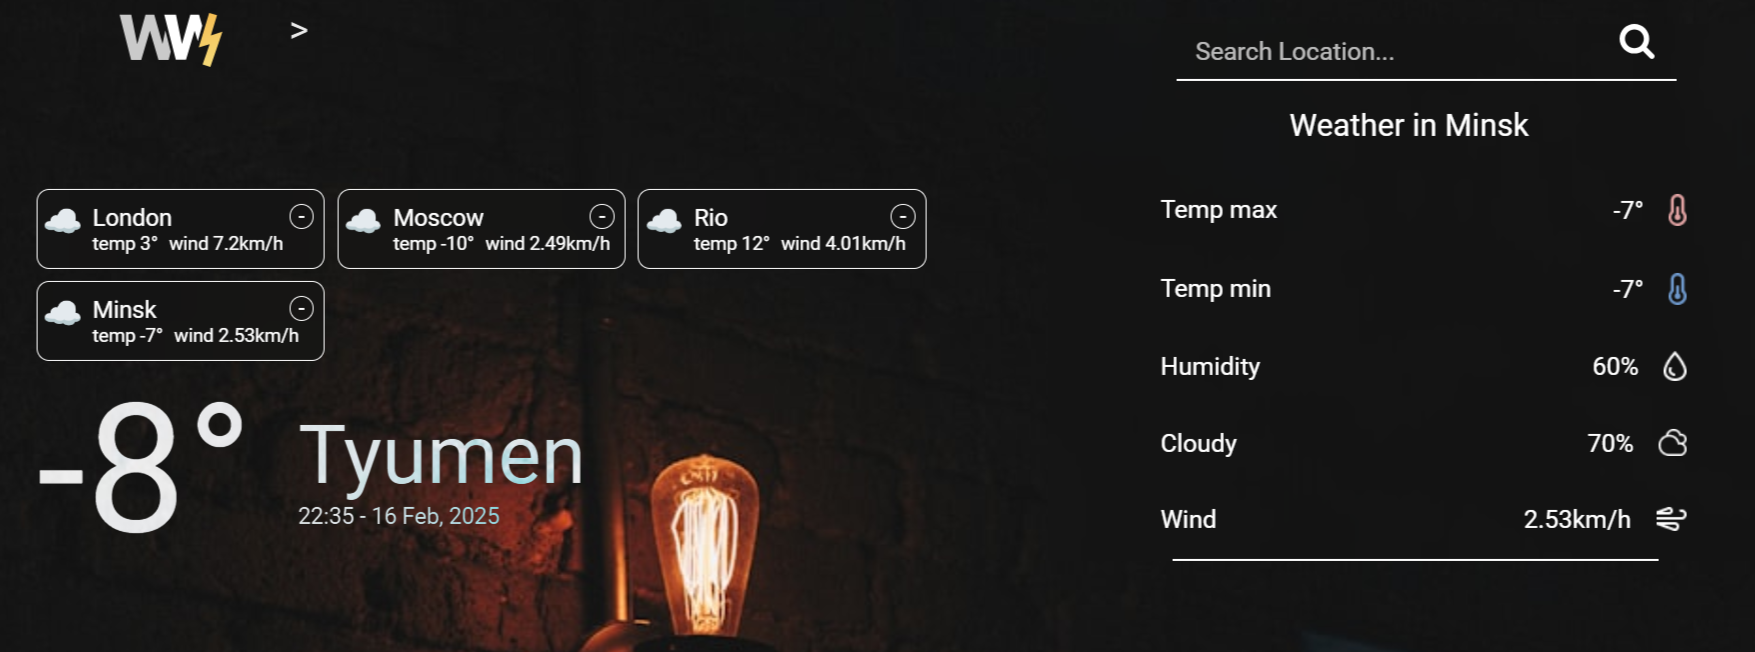 WW
>
Search Location...
Weather in Minsk
London -
temp 3° wind 7.2km/h
Moscow -
temp -10° wind 2.49km/h
Rio -
temp 12° wind 4.01km/h
Minsk -
temp -7° wind 2.53km/h
-8°
Tyumen
22:35 - 16 Feb, 2025
Temp max -7°
Temp min -7°
Humidity 60%
Cloudy 70%
Wind 2.53km/h